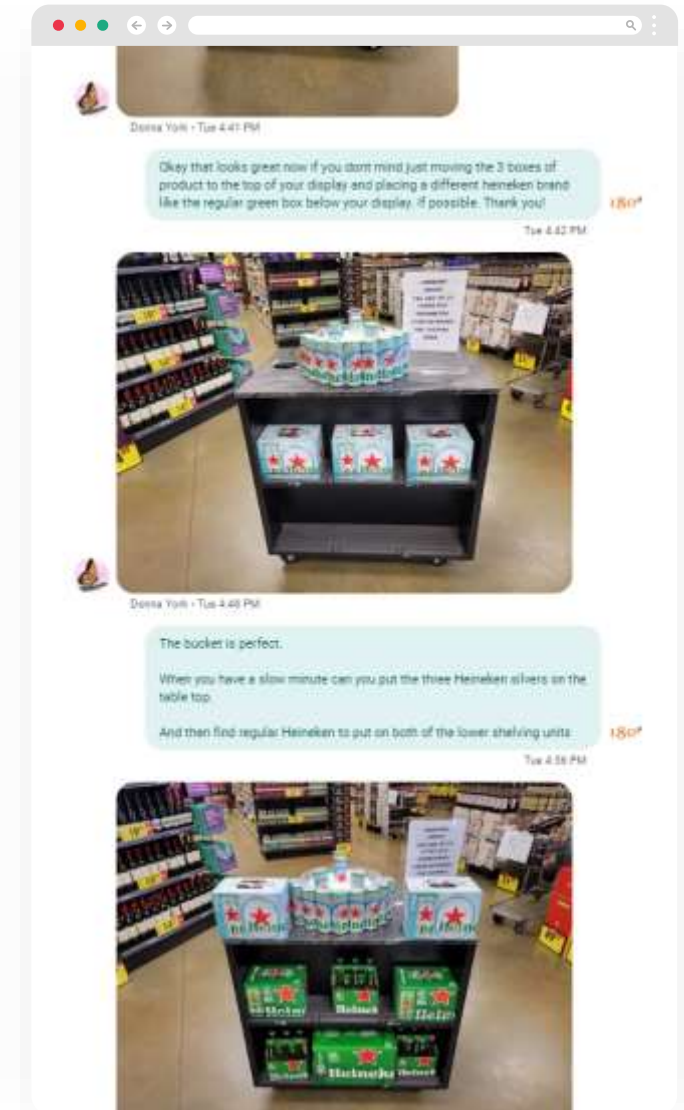 Donna York - Tue 4:41 PM
Okay that looks great now if you dont mind just moving the 3 boxes of
product to the top of your display and placing a different heineken brand
like the regular green box below your display. If possible. Thank you!
180°
Tue 4:42 PM
Donna York - Tue 4:46 PM
The bucket is perfect.
When you have a slow minute can you put the three Heineken silvers on the
table top.
And then find regular Heineken to put on both of the lower shelving units
180°
Tue 4:56 PM
Heineken